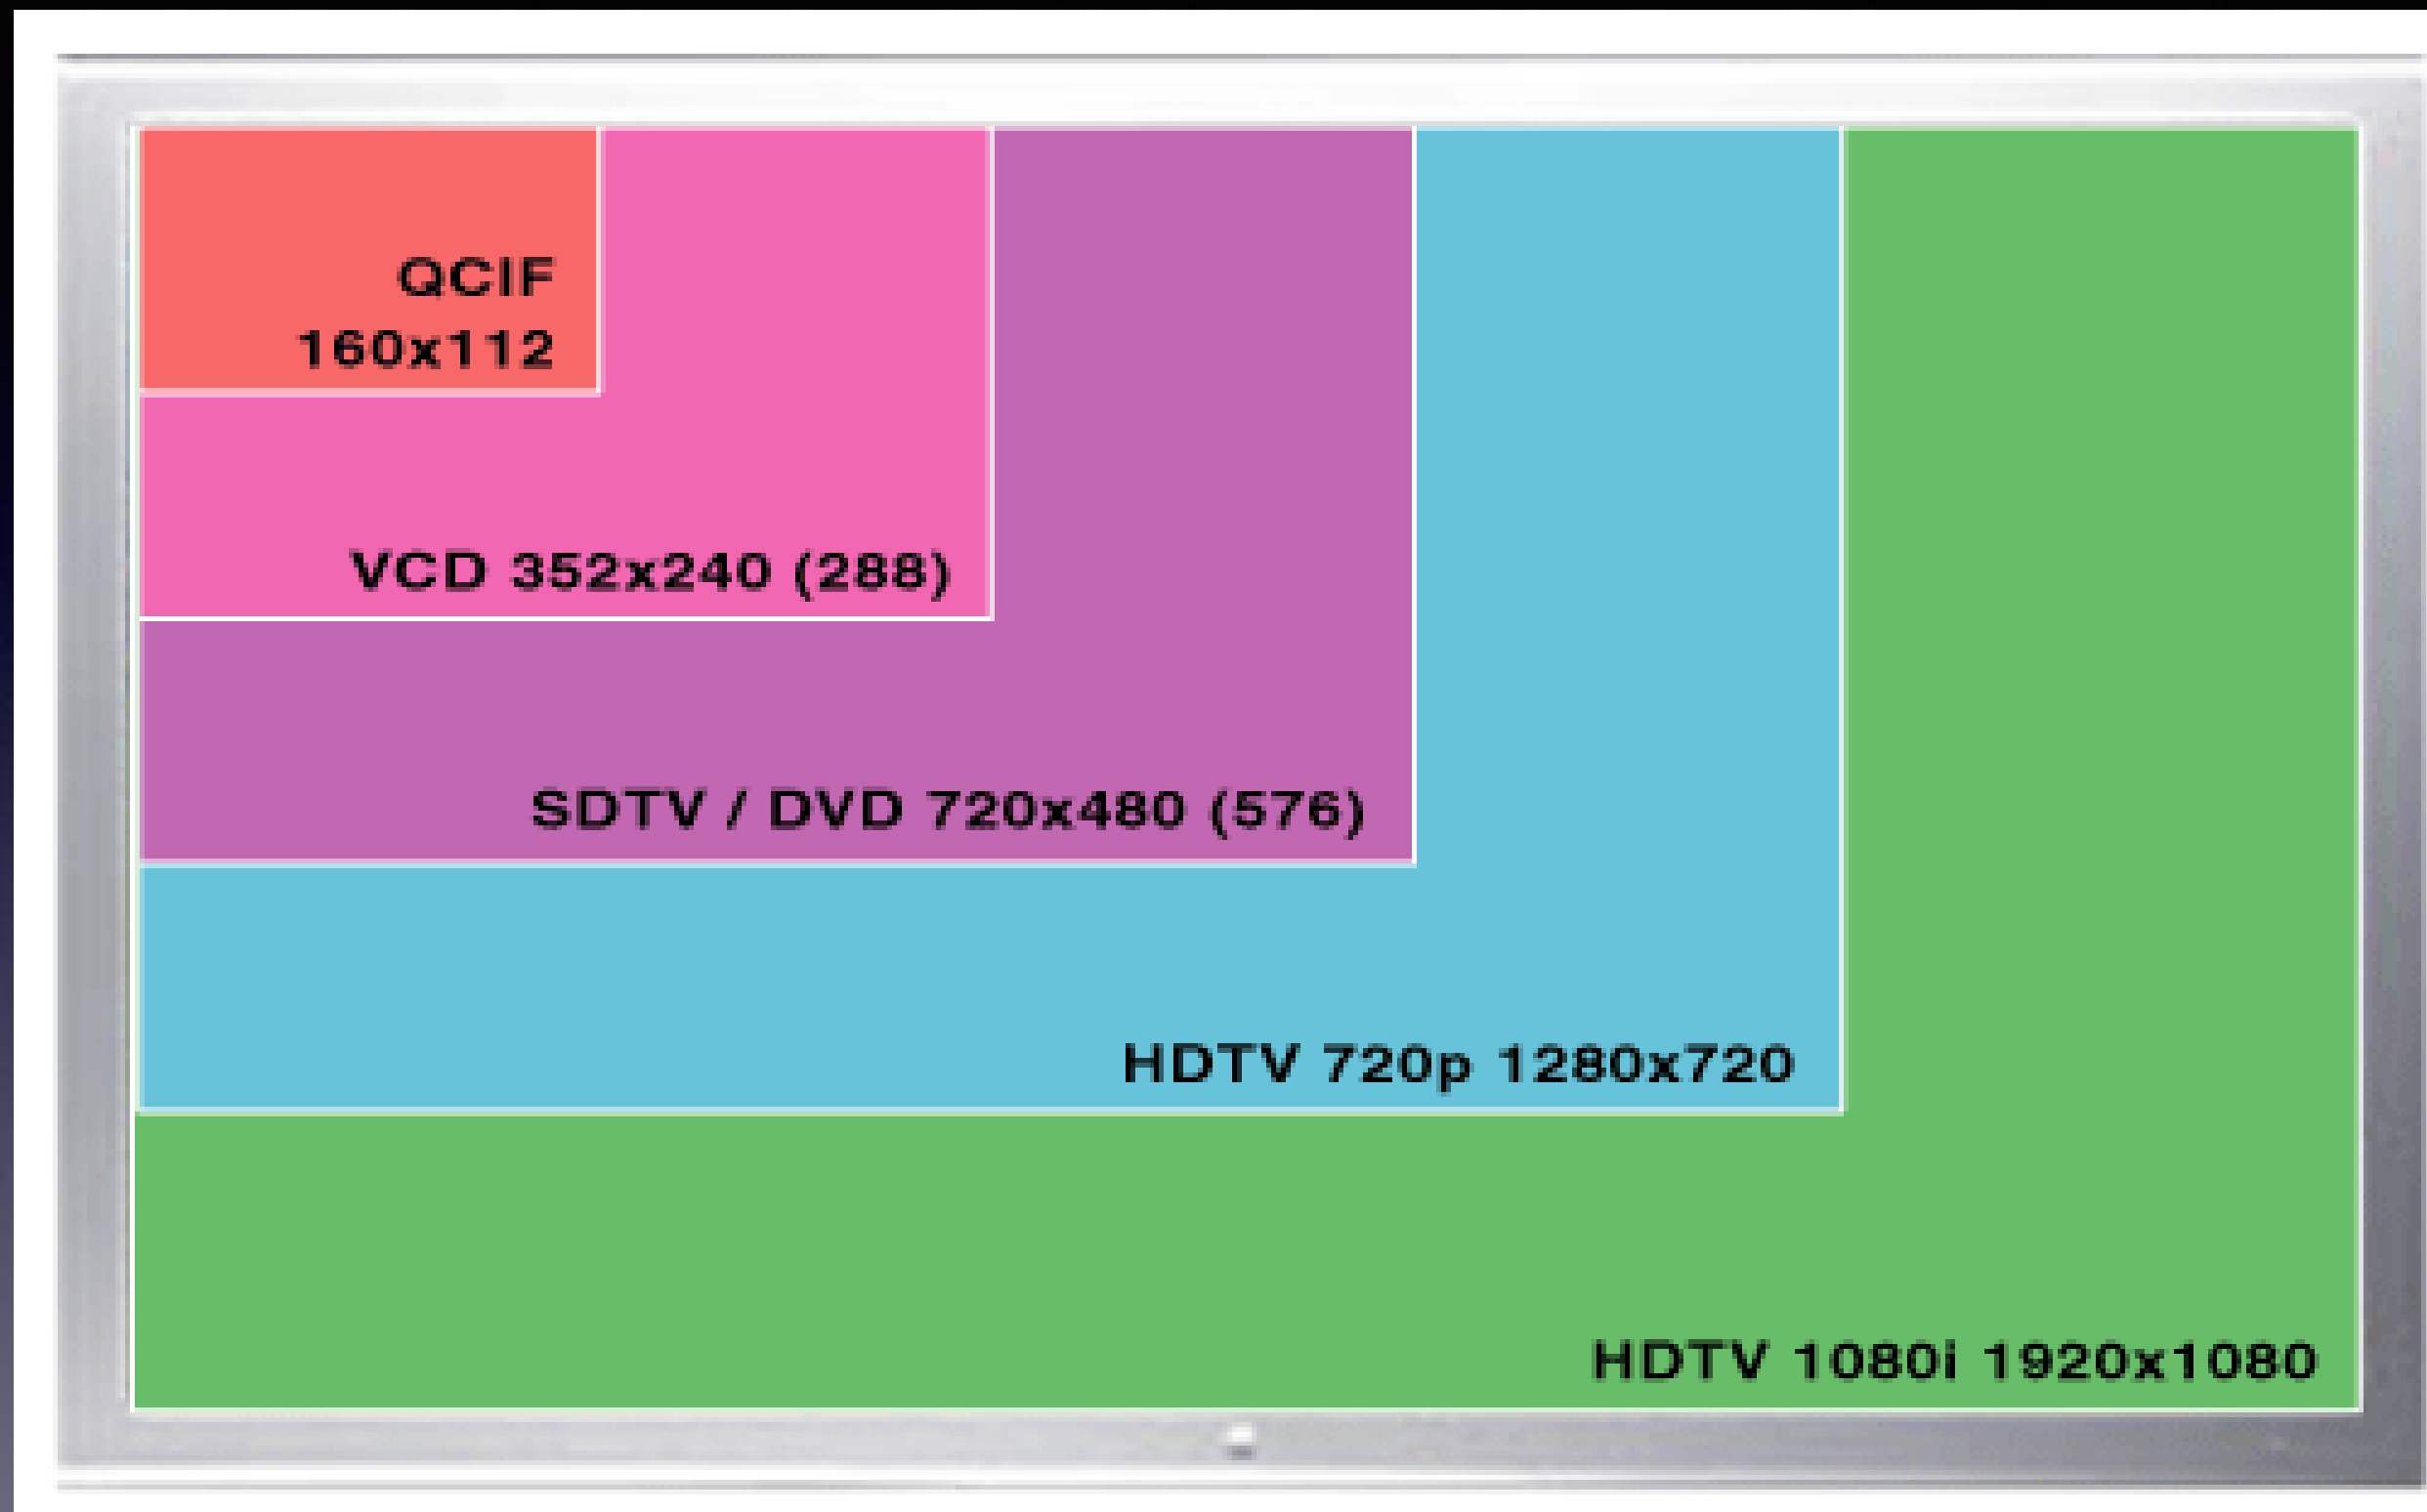 QCIF
160x112
VCD 352x240 (288)
SDTV / DVD 720x480 (576)
HDTV 720p 1280x720
HDTV 1080i 1920x1080